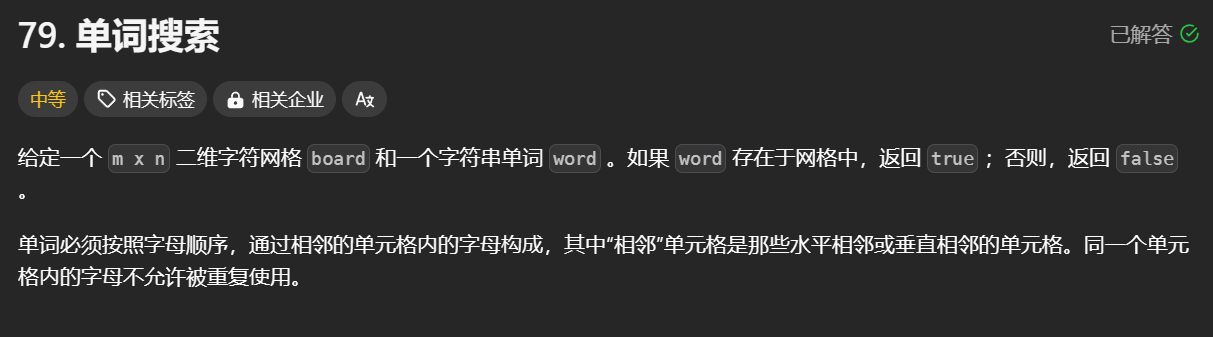 79. 单词搜索
已解答
中等 相关标签 相关企业
给定一个 m x n 二维字符网格 board 和一个字符串单词 word 。如果 word 存在于网格中，返回 true ；否则，返回 false
。
单词必须按照字母顺序，通过相邻的单元格内的字母构成，其中“相邻”单元格是那些水平相邻或垂直相邻的单元格。同一个单元
格内的字母不允许被重复使用。